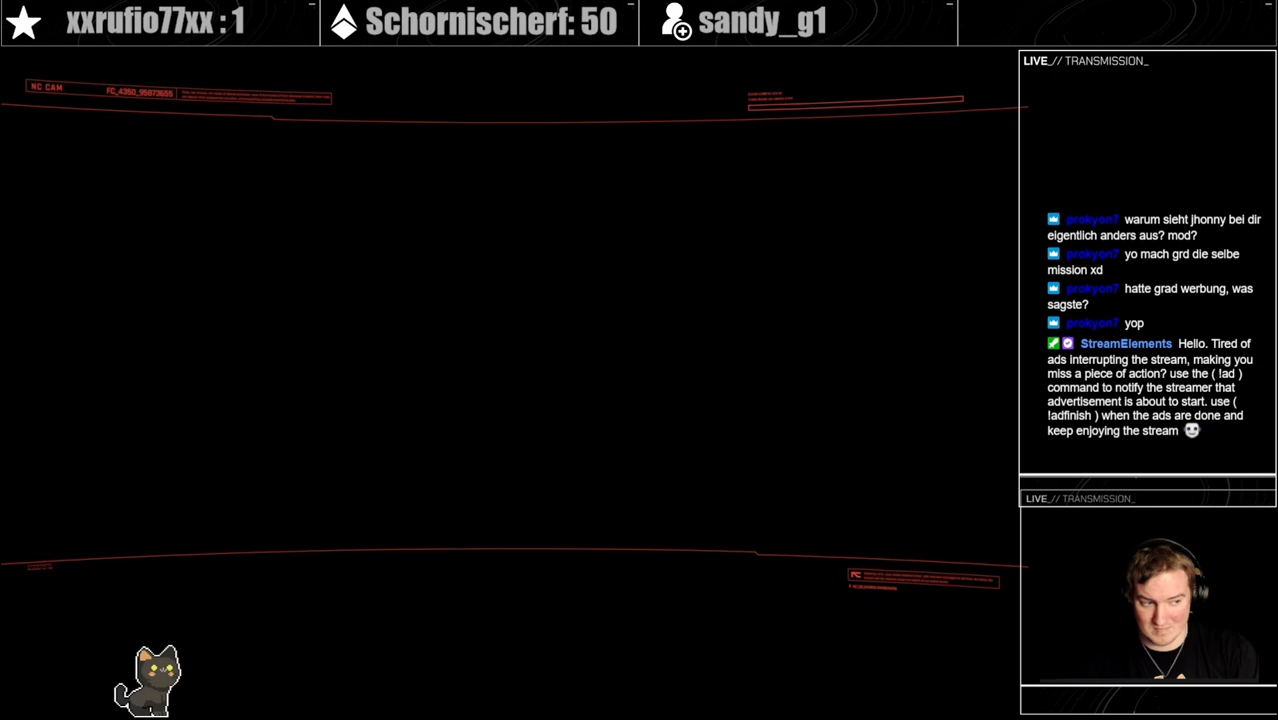 xxrufio77xx : 1
Schornischerf: 50
sandy_g1
LIVE_// TRANSMISSION_
NC CAM
FC_4350_95873655
prokyon7 warum sieht jhonny bei dir
eigentlich anders aus? mod?
prokyon7 yo mach grd die selbe
mission xd
prokyon7 hatte grad werbung, was
sagste?
prokyon7 yop
StreamElements Hello. Tired of
ads interrupting the stream, making you
miss a piece of action? use the ( !ad )
command to notify the streamer that
advertisement is about to start. use (
!adfinish ) when the ads are done and
keep enjoying the stream
LIVE_// TRANSMISSION_